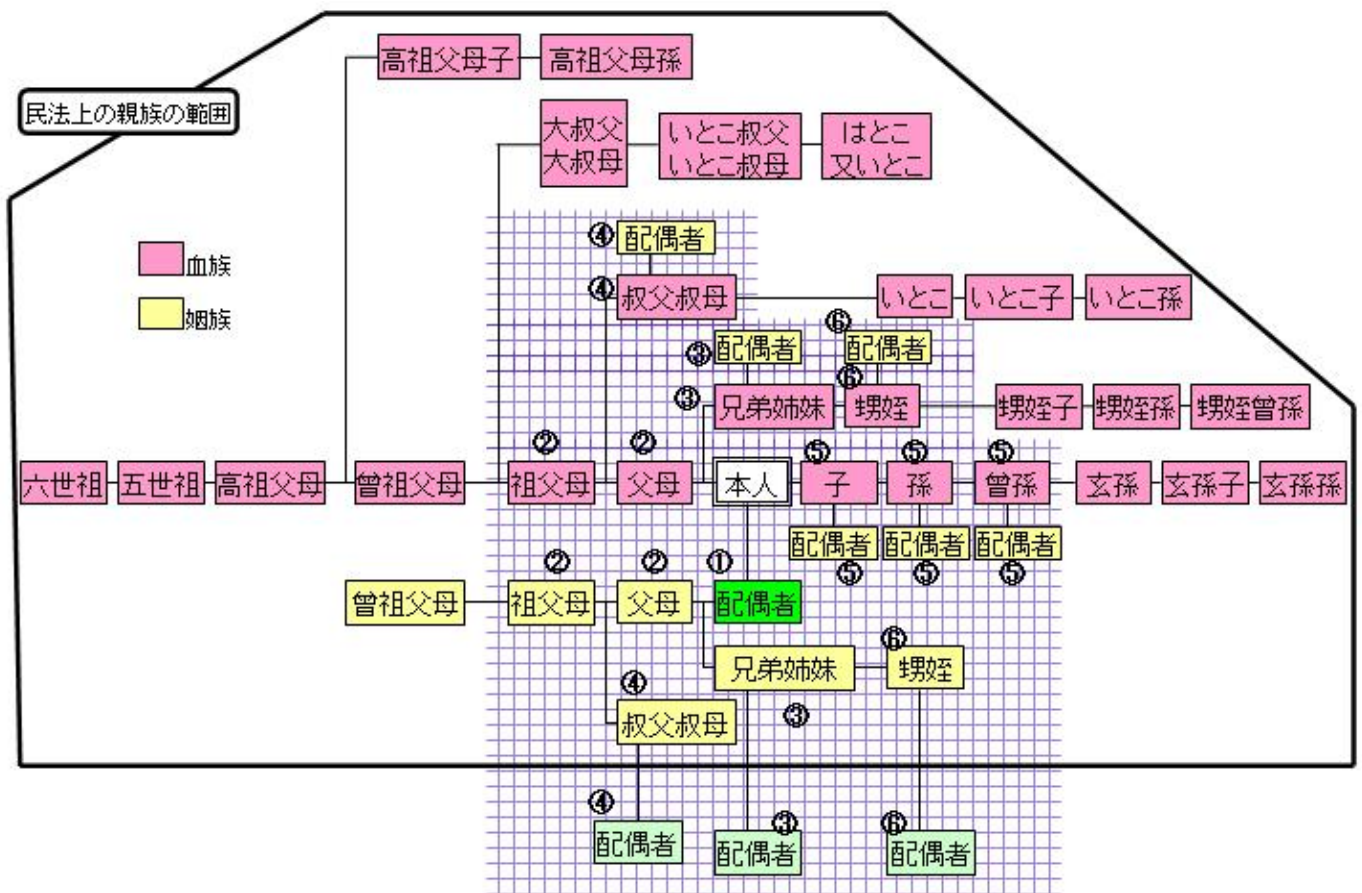 高祖父母子
高祖父母孫
民法上の親族の範囲
大叔父
大叔母
いとこ叔父
いとこ叔母
はとこ
又いとこ
④
配偶者
血族
④
叔父叔母
いとこ
いとこ子
いとこ孫
姻族
③
配偶者
⑥
配偶者
③
兄弟姉妹
⑥
甥姪
甥姪子
甥姪孫
甥姪曾孫
②
②
⑤
⑤
⑤
六世祖
五世祖
高祖父母
曾祖父母
祖父母
父母
本人
子
孫
曾孫
玄孫
玄孫子
玄孫孫
配偶者
配偶者
配偶者
⑤
⑤
⑤
②
②
①
曾祖父母
祖父母
父母
配偶者
⑥
兄弟姉妹
甥姪
④
③
叔父叔母
④
配偶者
③
配偶者
⑥
配偶者